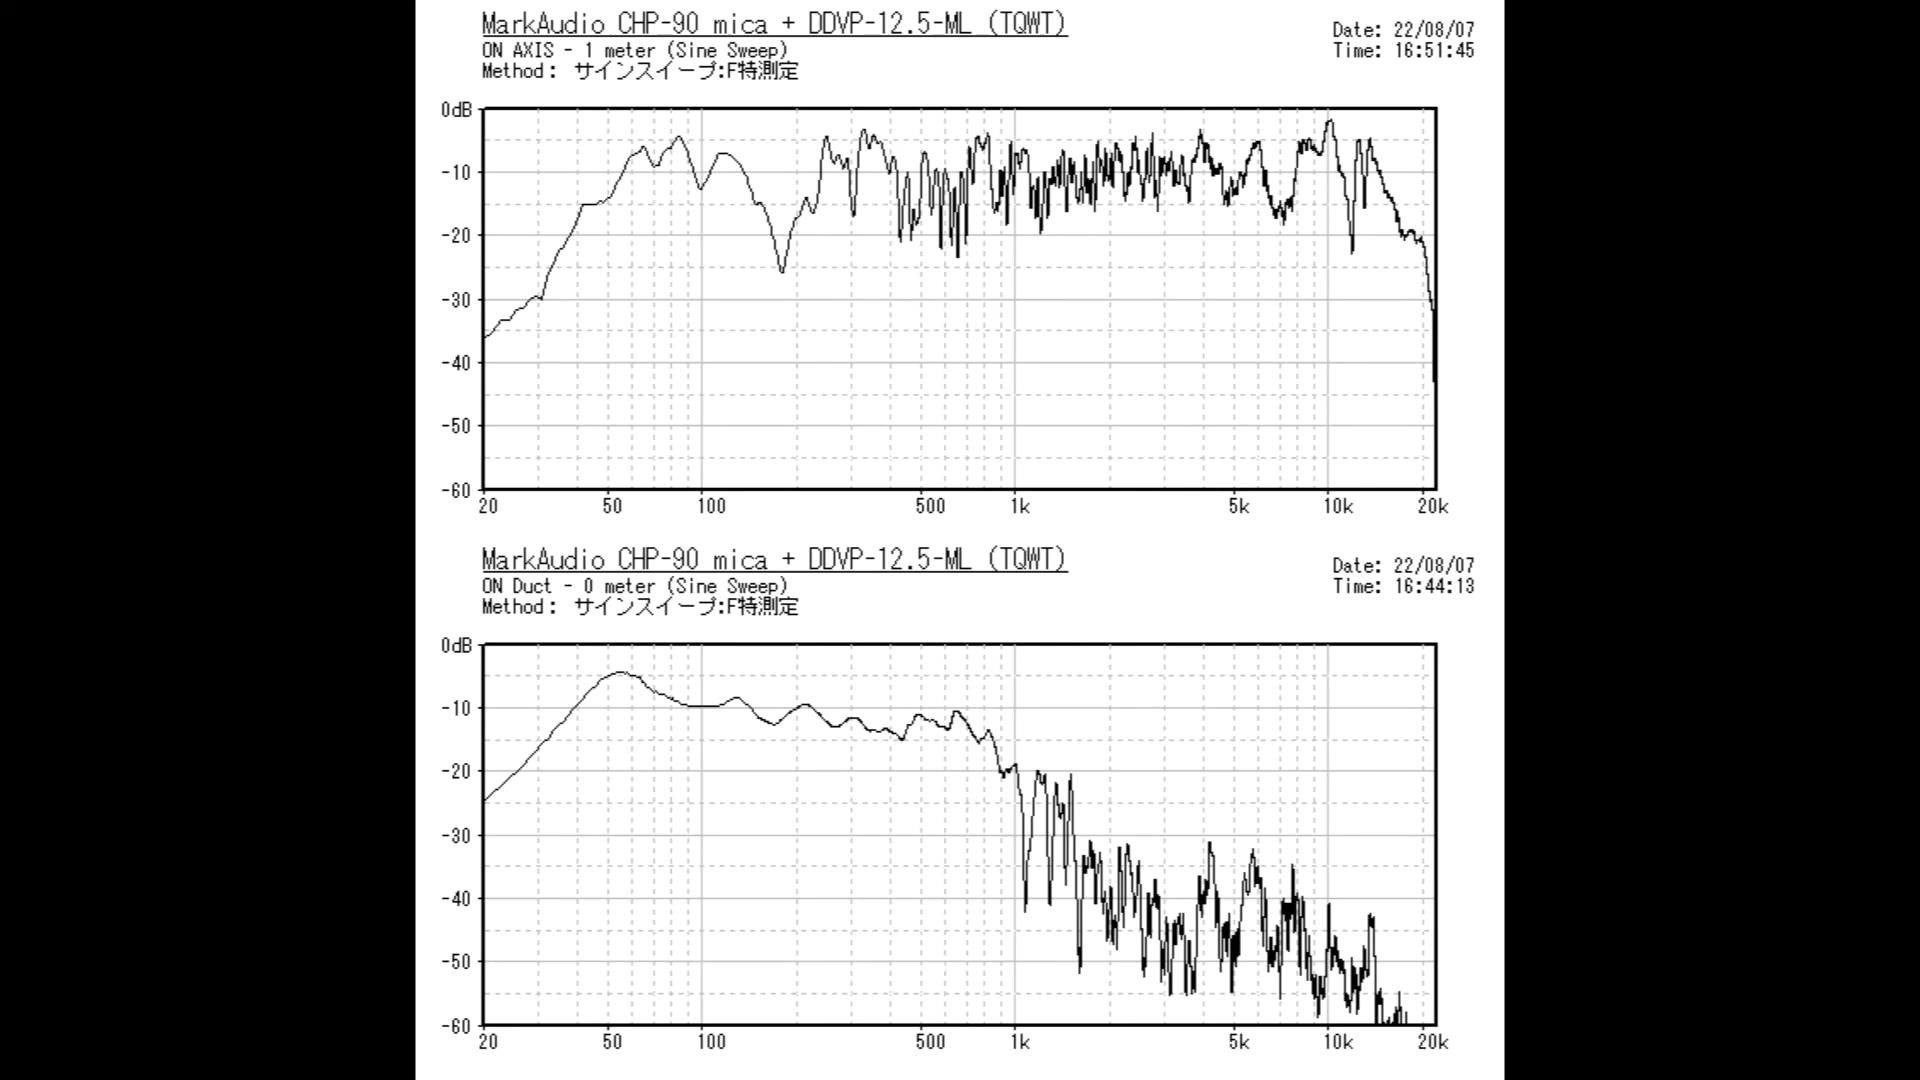 MarkAudio CHP-90 mica + DDVP-12.5-ML (TQWT)
Date: 22/08/07
ON AXIS - 1 meter (Sine Sweep)
Time: 16:51:45
Method: サインスイープ:F特測定
0dB
-10
-20
-30
-40
-50
-60
20 50 100 500 1k 5k 10k 20k
MarkAudio CHP-90 mica + DDVP-12.5-ML (TQWT)
Date: 22/08/07
ON Duct - 0 meter (Sine Sweep)
Time: 16:44:13
Method: サインスイープ:F特測定
0dB
-10
-20
-30
-40
-50
-60
20 50 100 500 1k 5k 10k 20k